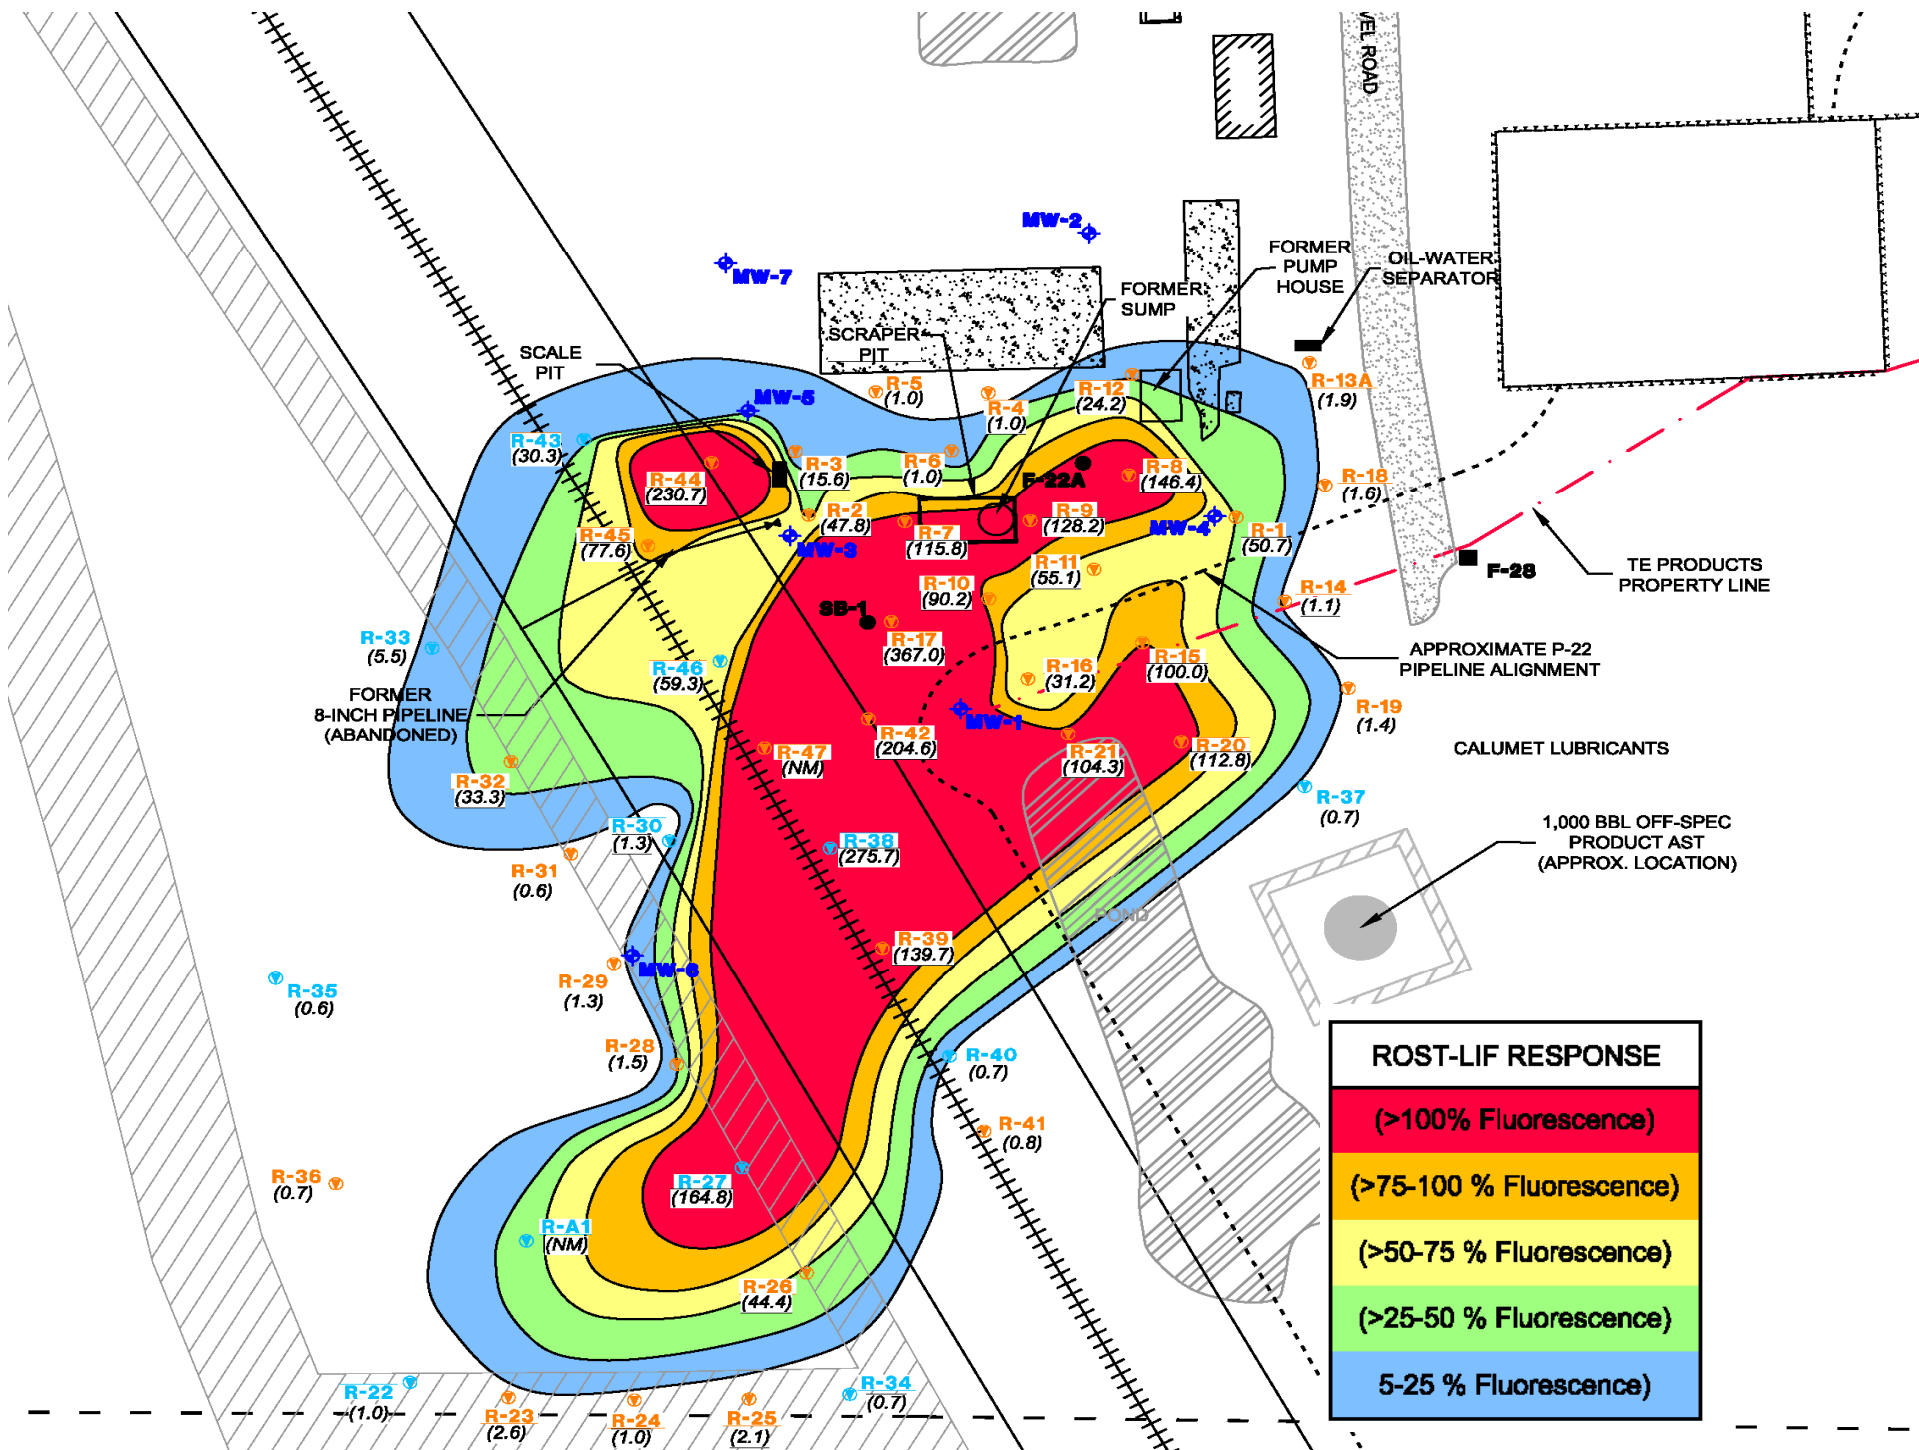 VEL ROAD
MW-2
MW-7
FORMER
PUMP
HOUSE
OIL-WATER
SEPARATOR
FORMER
SUMP
SCRAPER
PIT
SCALE
PIT
R-5
(1.0)
R-4
(1.0)
R-12
(24.2)
R-13A
(1.9)
MW-5
R-43
(30.3)
R-44
(230.7)
R-3
(15.6)
R-6
(1.0)
F-22A
R-8
(146.4)
R-18
(1.6)
R-2
(47.8)
R-7
(115.8)
R-9
(128.2)
MW-4
R-1
(50.7)
R-45
(77.6)
MW-3
R-11
(55.1)
R-10
(90.2)
F-28
TE PRODUCTS
PROPERTY LINE
R-14
(1.1)
SB-1
R-17
(367.0)
R-33
(5.5)
R-46
(59.3)
R-16
(31.2)
R-15
(100.0)
APPROXIMATE P-22
PIPELINE ALIGNMENT
FORMER
8-INCH PIPELINE
(ABANDONED)
R-19
(1.4)
MW-1
R-42
(204.6)
R-47
(NM)
R-21
(104.3)
R-20
(112.8)
CALUMET LUBRICANTS
R-32
(33.3)
R-37
(0.7)
R-30
(1.3)
R-38
(275.7)
1,000 BBL OFF-SPEC
PRODUCT AST
(APPROX. LOCATION)
R-31
(0.6)
POND
R-39
(139.7)
MW-6
R-29
(1.3)
R-35
(0.6)
R-28
(1.5)
R-40
(0.7)
R-41
(0.8)
R-36
(0.7)
R-27
(164.8)
R-A1
(NM)
R-26
(44.4)
R-22
(1.0)
R-23
(2.6)
R-24
(1.0)
R-25
(2.1)
R-34
(0.7)
ROST-LIF RESPONSE
(>100% Fluorescence)
(>75-100 % Fluorescence)
(>50-75 % Fluorescence)
(>25-50 % Fluorescence)
5-25 % Fluorescence)